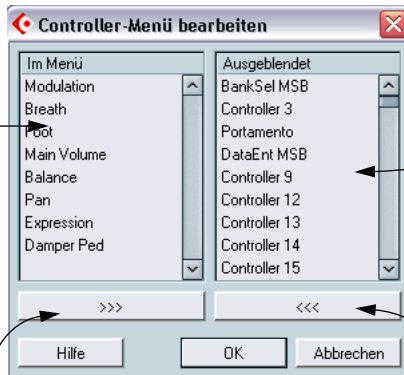 Controller-Menü bearbeiten
Im Menü
Modulation
Breath
Foot
Main Volume
Balance
Pan
Expression
Damper Ped
Ausgeblendet
BankSel MSB
Controller 3
Portamento
DataEnt MSB
Controller 9
Controller 12
Controller 13
Controller 14
Controller 15
>>>
<<<
Hilfe
OK
Abbrechen